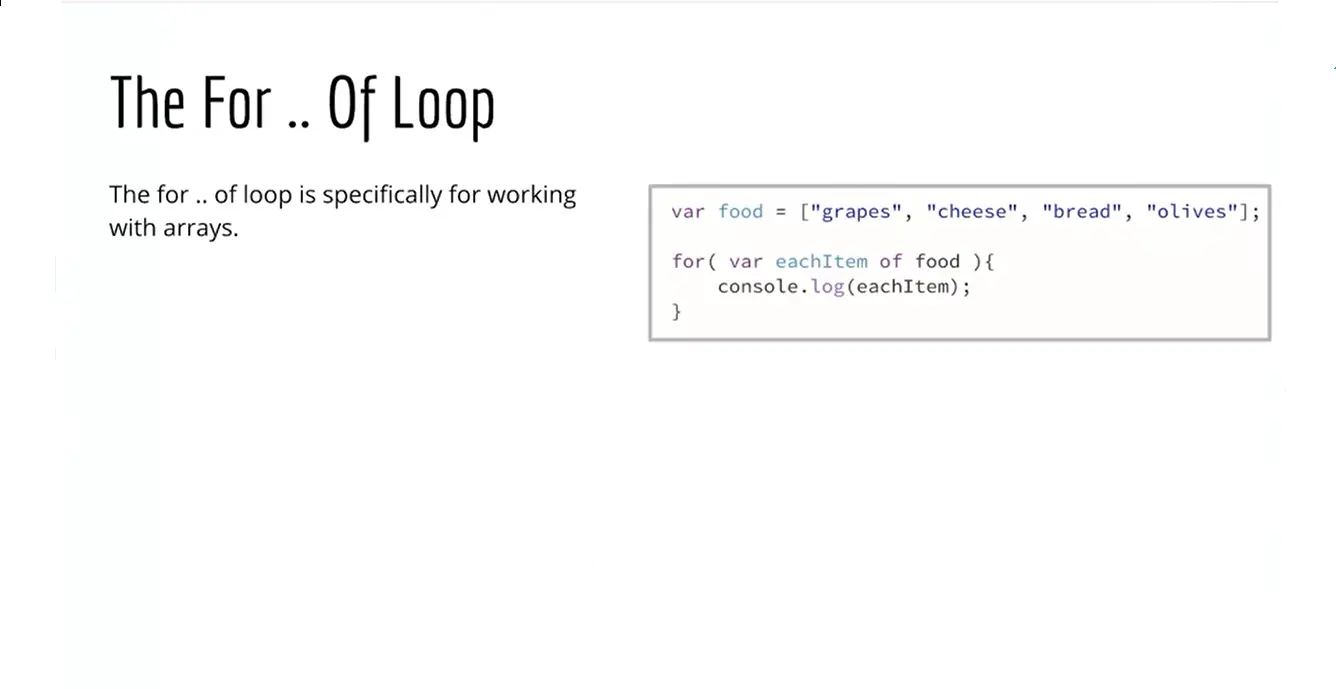 The For .. Of Loop
The for .. of loop is specifically for working
with arrays.
var food = ["grapes", "cheese", "bread", "olives"];
for( var eachItem of food ){
    console.log(eachItem);
}